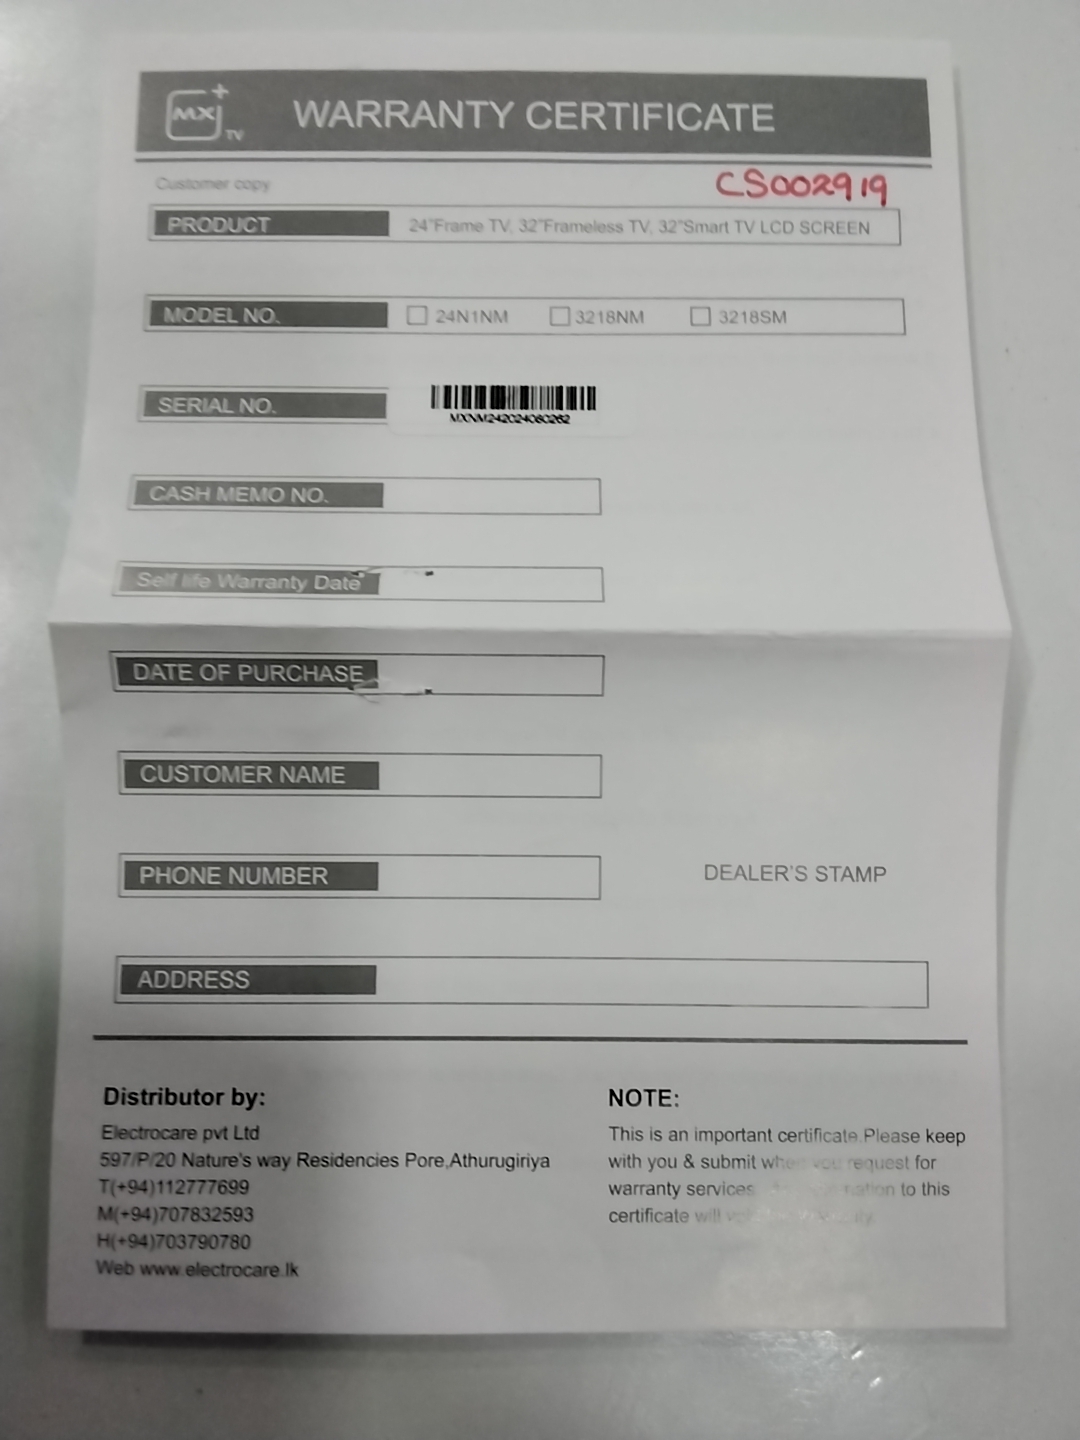 MX+ TV
WARRANTY CERTIFICATE
Customer copy
CS002919
PRODUCT 24"Frame TV, 32"Frameless TV, 32"Smart TV LCD SCREEN
MODEL NO. 24N1NM 3218NM 3218SM
SERIAL NO.
MXNM242024060262
CASH MEMO NO.
Self life Warranty Date
DATE OF PURCHASE
CUSTOMER NAME
PHONE NUMBER
DEALER'S STAMP
ADDRESS
Distributor by:
Electrocare pvt Ltd
597/P/20 Nature's way Residencies Pore,Athurugiriya
T(+94)112777699
M(+94)707832593
H(+94)703790780
Web www.electrocare.lk
NOTE:
This is an important certificate.Please keep
with you & submit when you request for
warranty services to this
certificate will